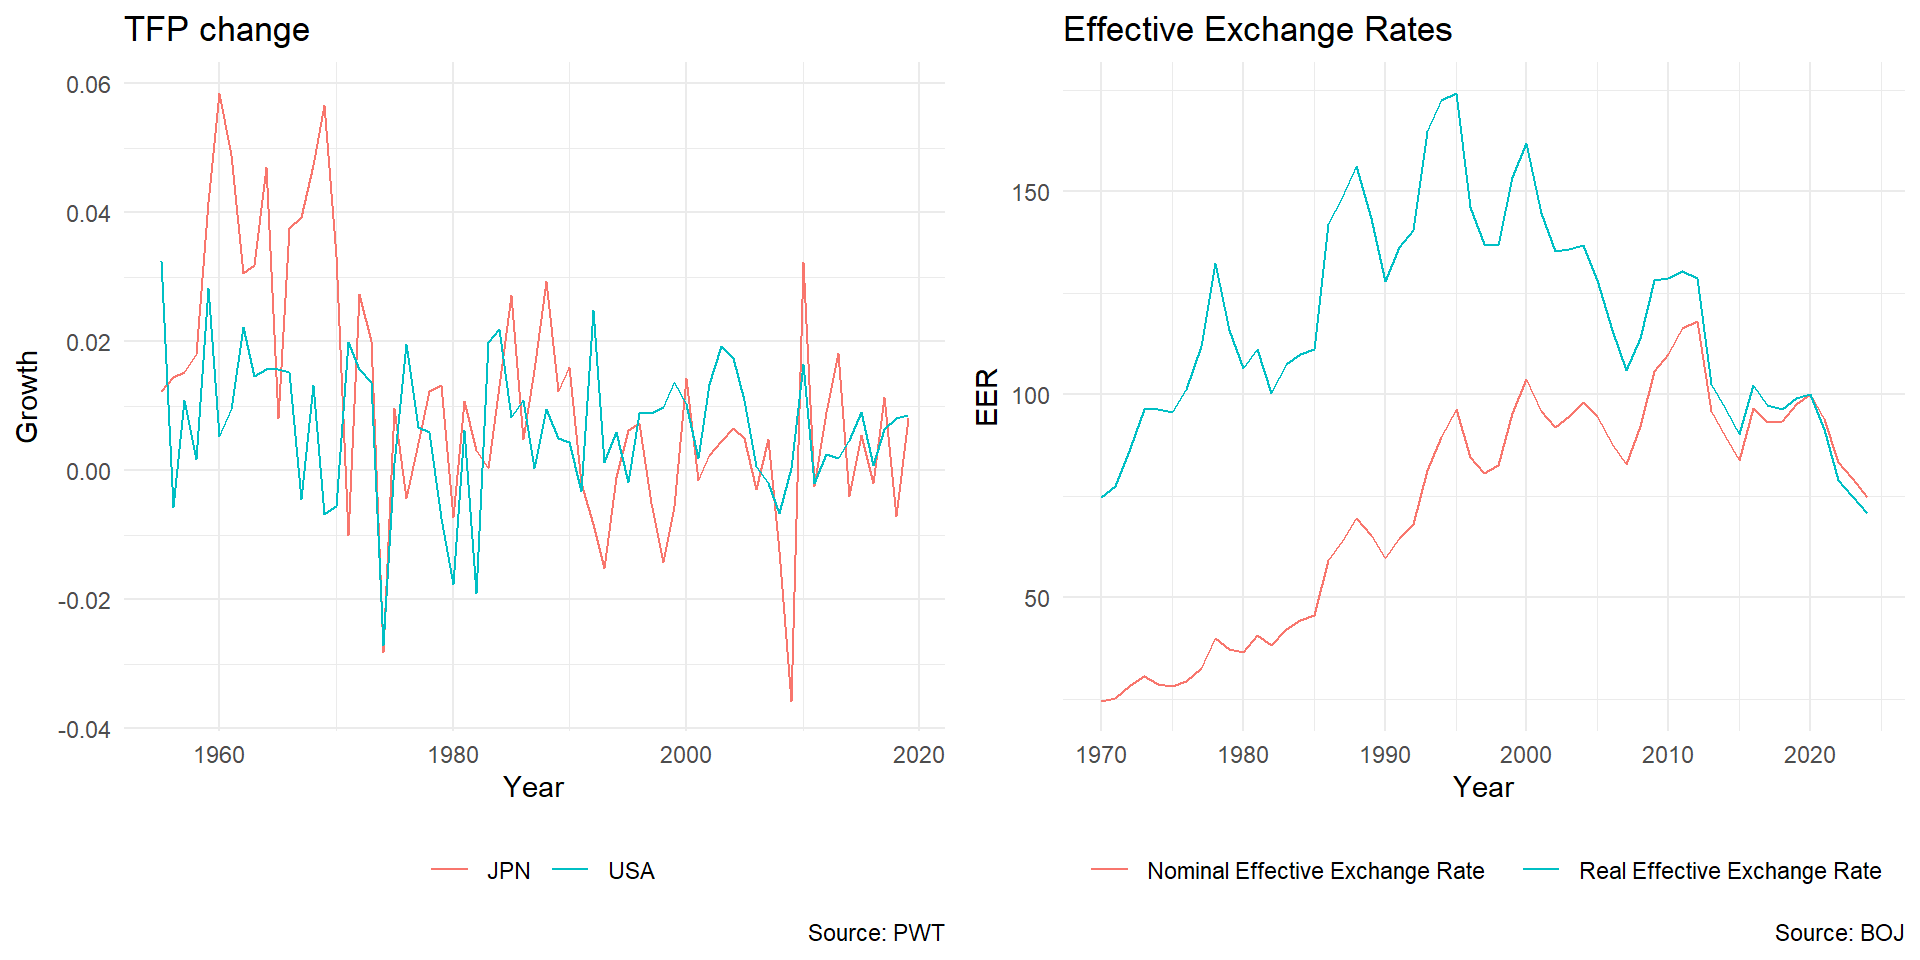 TFP change
Growth
0.06
0.04
0.02
0.00
-0.02
-0.04
1960 1980 2000 2020
Year
JPN USA
Source: PWT
Effective Exchange Rates
EER
150
100
50
1970 1980 1990 2000 2010 2020
Year
Nominal Effective Exchange Rate Real Effective Exchange Rate
Source: BOJ